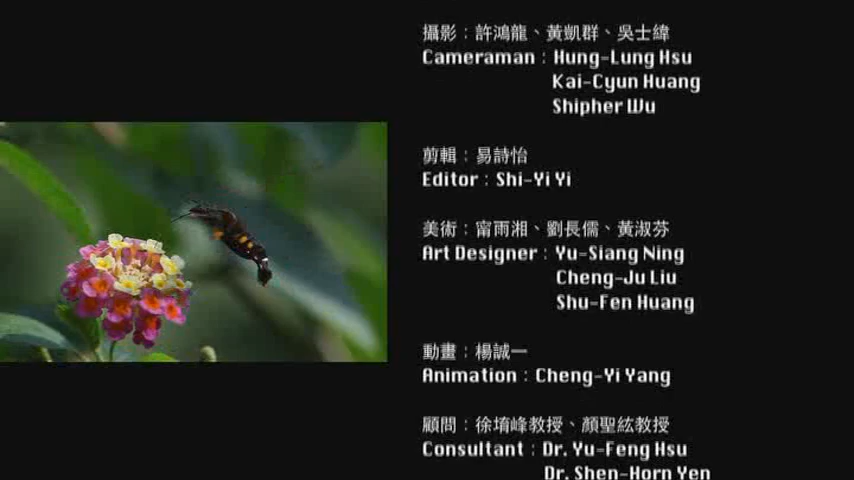 攝影：許鴻龍、黃凱群、吳士緯
Cameraman : Hung-Lung Hsu
Kai-Cyun Huang
Shipher Wu
剪輯：易詩怡
Editor : Shi-Yi Yi
美術：甯雨湘、劉長儒、黃淑芬
Art Designer : Yu-Siang Ning
Cheng-Ju Liu
Shu-Fen Huang
動畫：楊誠一
Animation : Cheng-Yi Yang
顧問：徐堉峰教授、顏聖紘教授
Consultant : Dr. Yu-Feng Hsu
Dr. Shen-Horn Yen